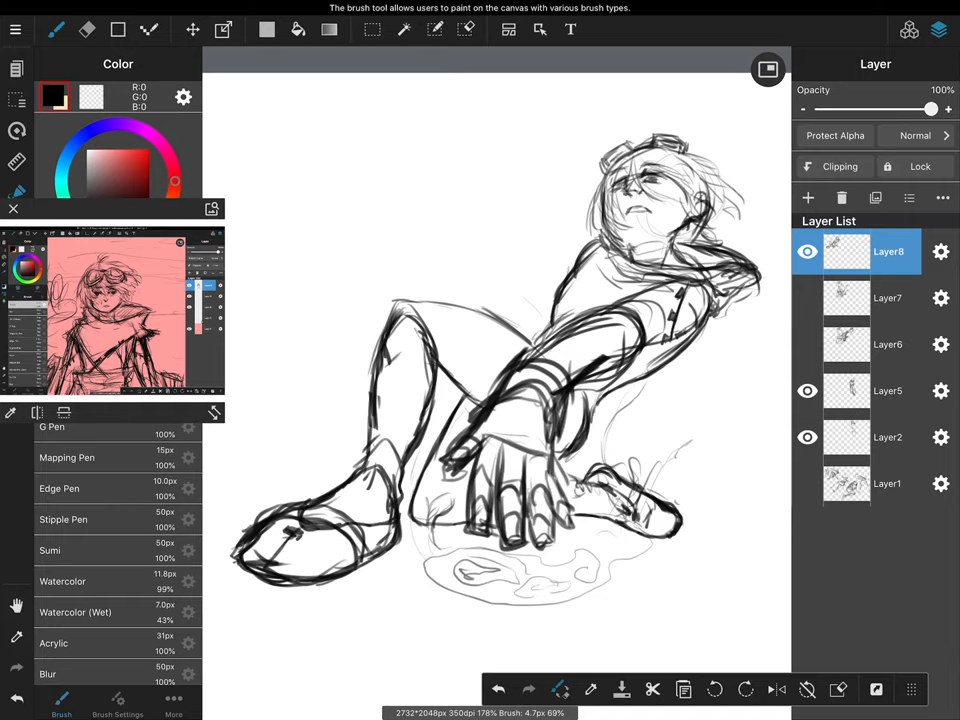 The brush tool allows users to paint on the canvas with various brush types.
T
Color
R:0
G:0
B:0
G Pen
100%
Mapping Pen
15px
100%
Edge Pen
10.0px
100%
Stipple Pen
50px
100%
Sumi
50px
100%
Watercolor
11.8px
99%
Watercolor (Wet)
7.0px
43%
Acrylic
31px
100%
Blur
50px
100%
Brush
Brush Settings
More
Layer
Opacity
100%
- +
Protect Alpha
Normal
Clipping
Lock
Layer List
Layer8
Layer7
Layer6
Layer5
Layer2
Layer1
2732*2048px 350dpi 178% Brush: 4.7px 69%